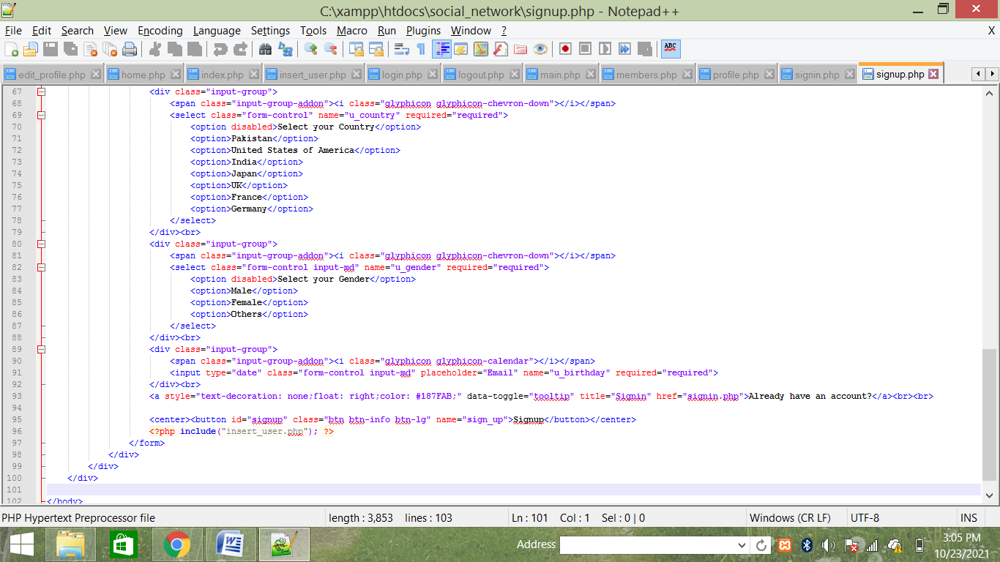 C:\xampp\htdocs\social_network\signup.php - Notepad++
File Edit Search View Encoding Language Settings Tools Macro Run Plugins Window ? X
ABC
edit_profile.php home.php index.php insert_user.php login.php logout.php main.php members.php profile.php signin.php signup.php
67 <div class="input-group">
68 <span class="input-group-addon"><i class="glyphicon glyphicon-chevron-down"></i></span>
69 <select class="form-control" name="u_country" required="required">
70 <option disabled>Select your Country</option>
71 <option>Pakistan</option>
72 <option>United States of America</option>
73 <option>India</option>
74 <option>Japan</option>
75 <option>UK</option>
76 <option>France</option>
77 <option>Germany</option>
78 </select>
79 </div><br>
80 <div class="input-group">
81 <span class="input-group-addon"><i class="glyphicon glyphicon-chevron-down"></i></span>
82 <select class="form-control input-md" name="u_gender" required="required">
83 <option disabled>Select your Gender</option>
84 <option>Male</option>
85 <option>Female</option>
86 <option>Others</option>
87 </select>
88 </div><br>
89 <div class="input-group">
90 <span class="input-group-addon"><i class="glyphicon glyphicon-calendar"></i></span>
91 <input type="date" class="form-control input-md" placeholder="Email" name="u_birthday" required="required">
92 </div><br>
93 <a style="text-decoration: none;float: right;color: #187FAB;" data-toggle="tooltip" title="Signin" href="signin.php">Already have an account?</a><br><br>
94
95 <center><button id="signup" class="btn btn-info btn-lg" name="sign_up">Signup</button></center>
96 <?php include("insert_user.php"); ?>
97 </form>
98 </div>
99 </div>
100 </div>
101
102 </body>
PHP Hypertext Preprocessor file length : 3,853 lines : 103 Ln : 101 Col : 1 Sel : 0 | 0 Windows (CR LF) UTF-8 INS
Address
3:05 PM
10/23/2021